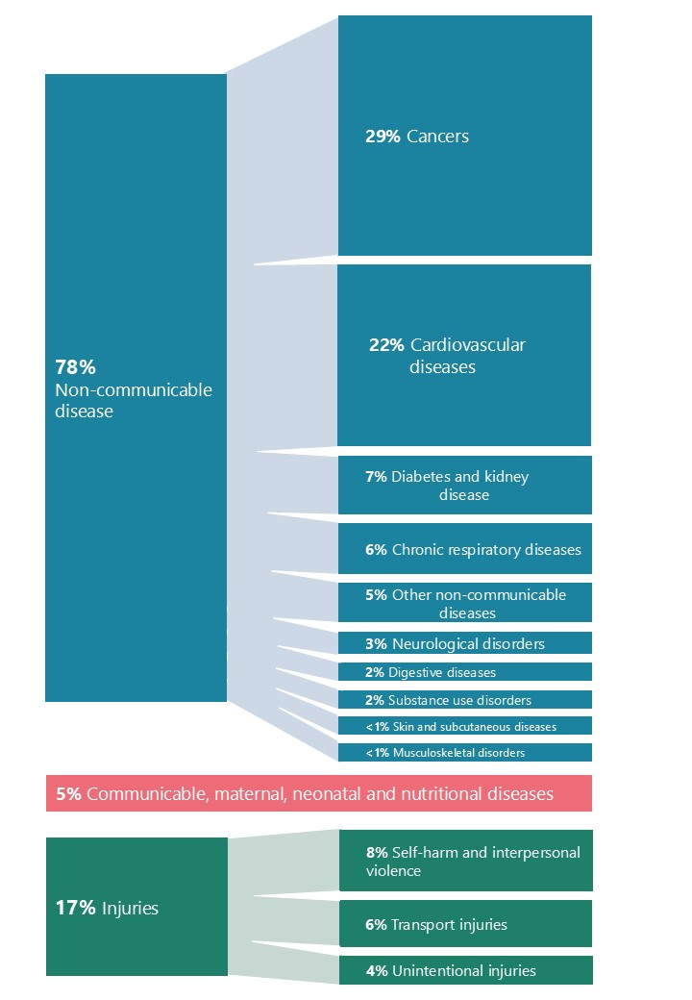 29% Cancers
22% Cardiovascular
diseases
78%
Non-communicable
disease
7% Diabetes and kidney
disease
6% Chronic respiratory diseases
5% Other non-communicable
diseases
3% Neurological disorders
2% Digestive diseases
2% Substance use disorders
<1% Skin and subcutaneous diseases
<1% Musculoskeletal disorders
5% Communicable, maternal, neonatal and nutritional diseases
8% Self-harm and interpersonal
violence
17% Injuries
6% Transport injuries
4% Unintentional injuries